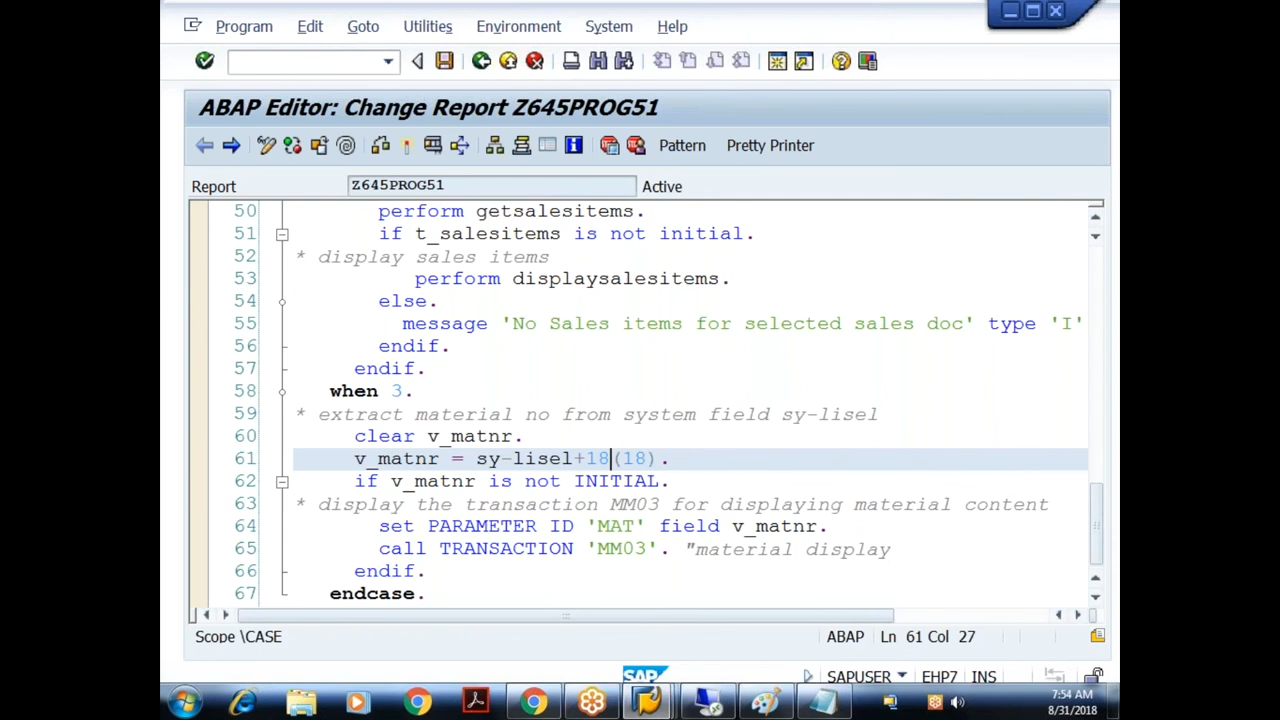 Program Edit Goto Utilities Environment System Help
ABAP Editor: Change Report Z645PROG51
Pattern Pretty Printer
Report Z645PROG51 Active
50 perform getsalesitems.
51 if t_salesitems is not initial.
52 * display sales items
53 perform displaysalesitems.
54 else.
55 message 'No Sales items for selected sales doc' type 'I'
56 endif.
57 endif.
58 when 3.
59 * extract material no from system field sy-lisel
60 clear v_matnr.
61 v_matnr = sy-lisel+18(18).
62 if v_matnr is not INITIAL.
63 * display the transaction MM03 for displaying material content
64 set PARAMETER ID 'MAT' field v_matnr.
65 call TRANSACTION 'MM03'. "material display
66 endif.
67 endcase.
Scope \CASE ABAP Ln 61 Col 27
SAP SAPUSER EHP7 INS
7:54 AM
8/31/2018